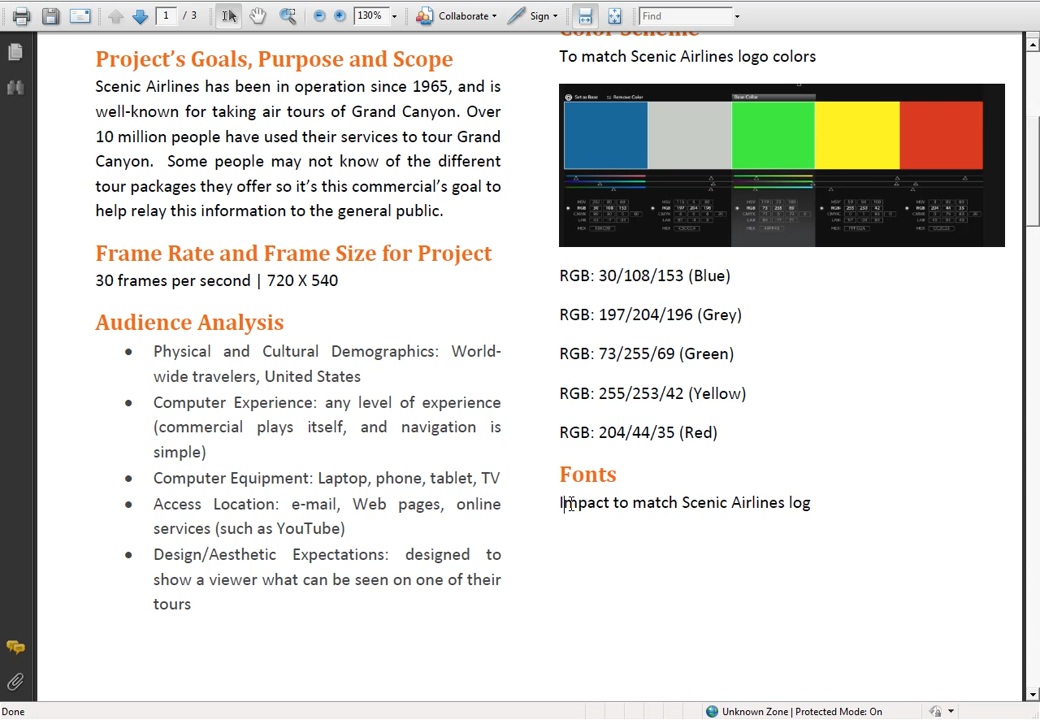 1 / 3
130%
Collaborate
Sign
Find
Project's Goals, Purpose and Scope
Scenic Airlines has been in operation since 1965, and is
well-known for taking air tours of Grand Canyon. Over
10 million people have used their services to tour Grand
Canyon. Some people may not know of the different
tour packages they offer so it's this commercial's goal to
help relay this information to the general public.
Frame Rate and Frame Size for Project
30 frames per second | 720 X 540
Audience Analysis
• Physical and Cultural Demographics: World-
wide travelers, United States
• Computer Experience: any level of experience
(commercial plays itself, and navigation is
simple)
• Computer Equipment: Laptop, phone, tablet, TV
• Access Location: e-mail, Web pages, online
services (such as YouTube)
• Design/Aesthetic Expectations: designed to
show a viewer what can be seen on one of their
tours
Color Scheme
To match Scenic Airlines logo colors
Set as Base Remove Color Base Color
RGB: 30/108/153 (Blue)
RGB: 197/204/196 (Grey)
RGB: 73/255/69 (Green)
RGB: 255/253/42 (Yellow)
RGB: 204/44/35 (Red)
Fonts
Impact to match Scenic Airlines log
Done
Unknown Zone | Protected Mode: On